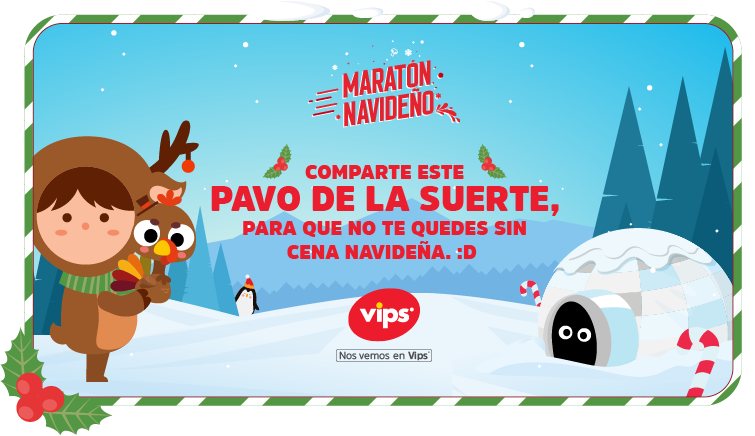 MARATÓN
NAVIDEÑO
COMPARTE ESTE
PAVO DE LA SUERTE,
PARA QUE NO TE QUEDES SIN
CENA NAVIDEÑA. :D
vips
Nos vemos en Vips